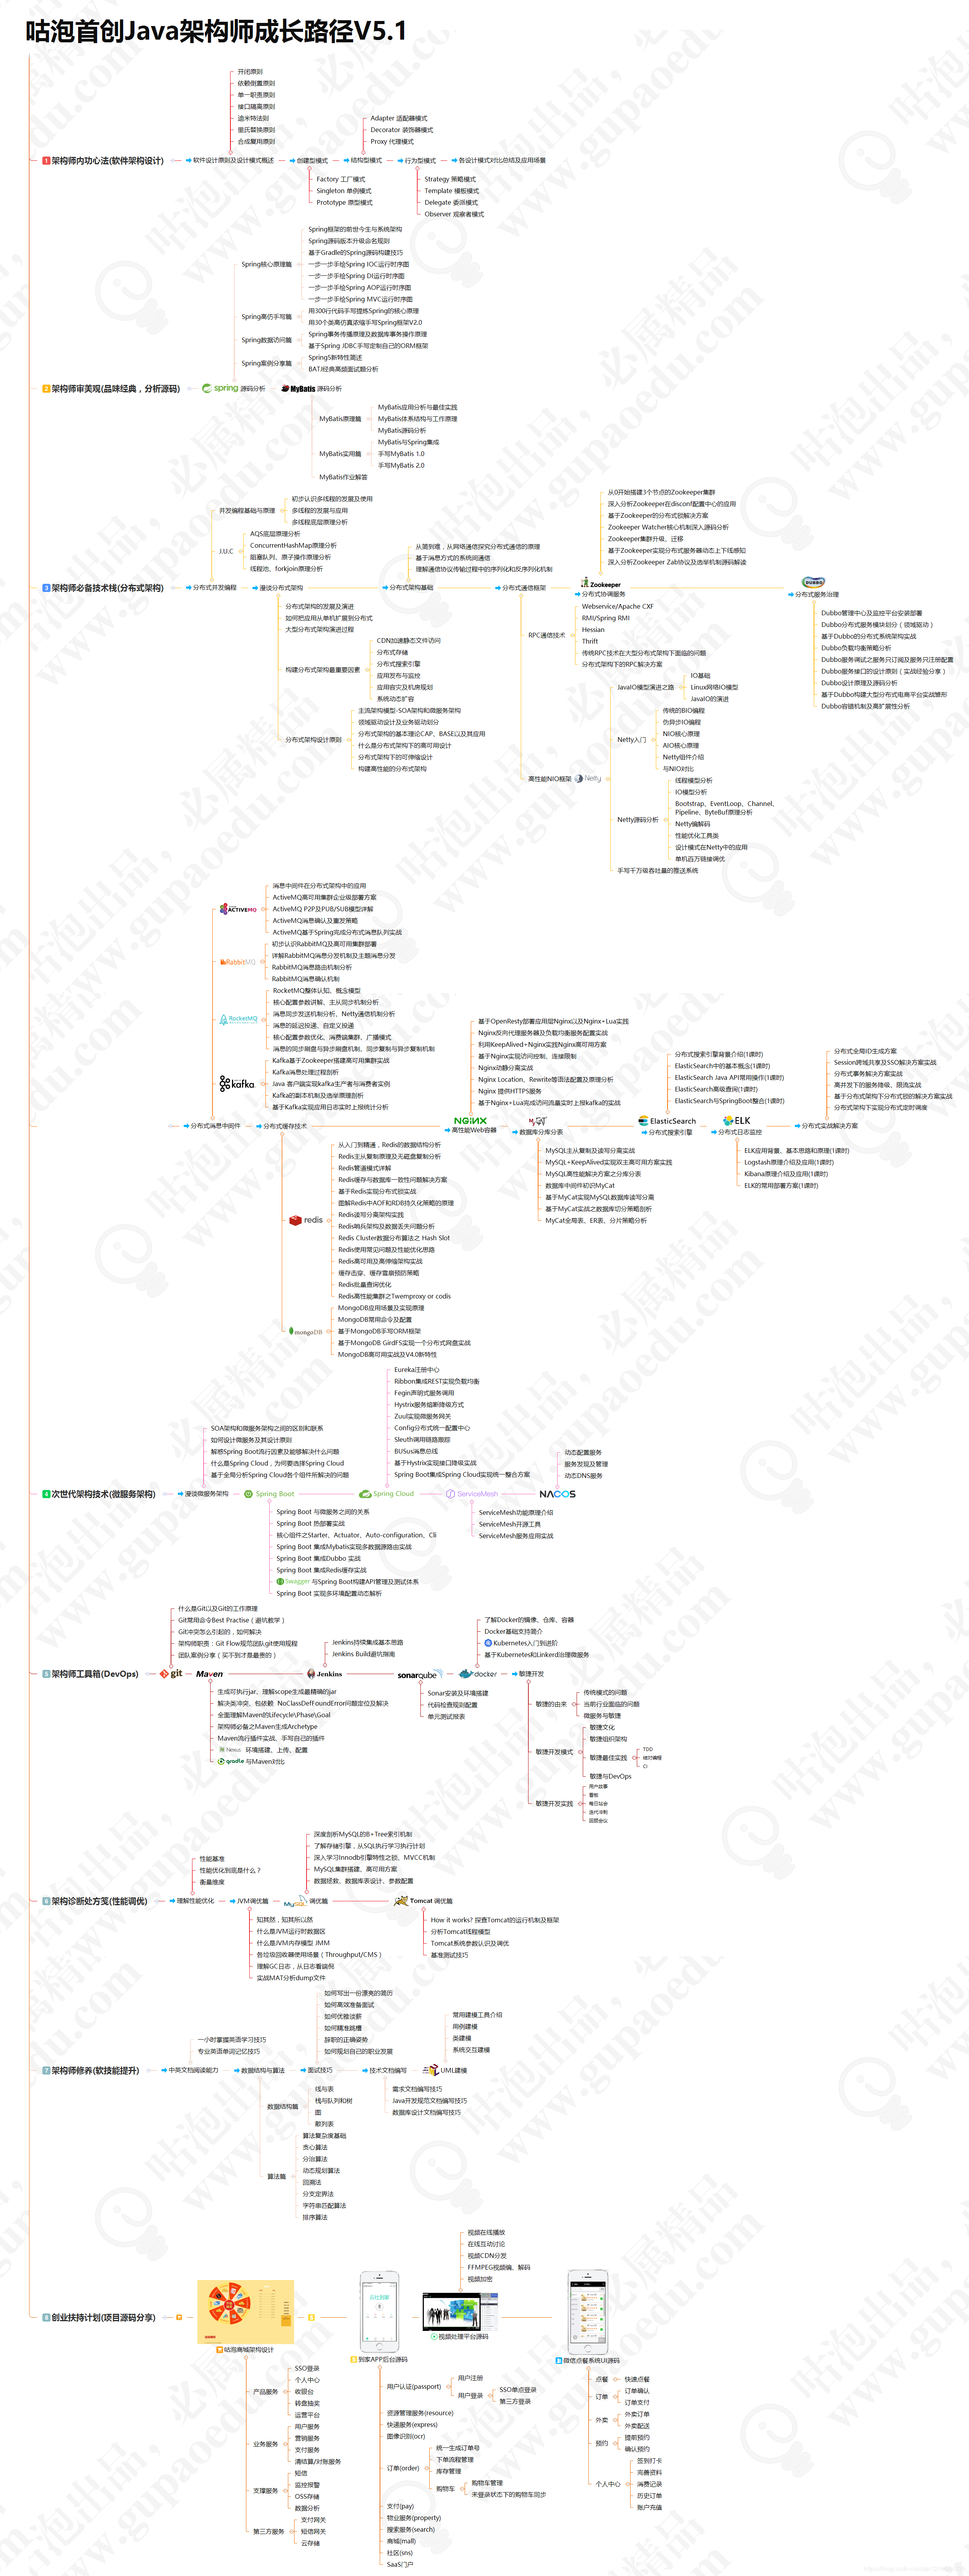 咕泡首创Java架构师成长路径V5.1
开闭原则
依赖倒置原则
单一职责原则
接口隔离原则
迪米特法则
里氏替换原则
合成复用原则
Adapter 适配器模式
Decorator 装饰器模式
Proxy 代理模式
1 架构师内功心法(软件架构设计)
软件设计原则及设计模式概述
创建型模式
结构型模式
行为型模式
各设计模式对比总结及应用场景
Factory 工厂模式
Singleton 单例模式
Prototype 原型模式
Strategy 策略模式
Template 模板模式
Delegate 委派模式
Observer 观察者模式
Spring核心原理篇
Spring框架的前世今生与系统架构
Spring源码版本升级命名规则
基于Gradle的Spring源码构建技巧
一步一步手绘Spring IOC运行时序图
一步一步手绘Spring DI运行时序图
一步一步手绘Spring AOP运行时序图
一步一步手绘Spring MVC运行时序图
Spring高仿手写篇
用300行代码手写提炼Spring的核心原理
用30个类高仿真浓缩手写Spring框架V2.0
Spring数据访问篇
Spring事务传播原理及数据库事务操作原理
基于Spring JDBC手写定制自己的ORM框架
Spring案例分享篇
Spring5新特性简述
BATJ经典高频面试题分析
2 架构师审美观(品味经典，分析源码)
spring 源码分析
MyBatis 源码分析
MyBatis原理篇
MyBatis应用分析与最佳实践
MyBatis体系结构与工作原理
MyBatis源码分析
MyBatis实用篇
MyBatis与Spring集成
手写MyBatis 1.0
手写MyBatis 2.0
MyBatis作业解答
并发编程基础与原理
初步认识多线程的发展及使用
多线程的发展与应用
多线程底层原理分析
J.U.C
AQS底层原理分析
ConcurrentHashMap原理分析
阻塞队列、原子操作原理分析
线程池、forkjoin原理分析
从简到难，从网络通信探究分布式通信的原理
基于消息方式的系统间通信
理解通信协议传输过程中的序列化和反序列化机制
从0开始搭建3个节点的Zookeeper集群
深入分析Zookeeper在disconf配置中心的应用
基于Zookeeper的分布式锁解决方案
Zookeeper Watcher核心机制深入源码分析
Zookeeper集群升级、迁移
基于Zookeeper实现分布式服务器动态上下线感知
深入分析Zookeeper Zab协议及选举机制源码解读
3 架构师必备技术栈(分布式架构)
分布式并发编程
漫谈分布式架构
分布式架构基础
分布式通信框架
Zookeeper
分布式协调服务
DUBBO
分布式服务治理
分布式架构的发展及演进
如何把应用从单机扩展到分布式
大型分布式架构演进过程
构建分布式架构最重要因素
CDN加速静态文件访问
分布式存储
分布式搜索引擎
应用发布与监控
应用容灾及机房规划
系统动态扩容
分布式架构设计原则
主流架构模型-SOA架构和微服务架构
领域驱动设计及业务驱动划分
分布式架构的基本理论CAP、BASE以及其应用
什么是分布式架构下的高可用设计
分布式架构下的可伸缩设计
构建高性能的分布式架构
RPC通信技术
Webservice/Apache CXF
RMI/Spring RMI
Hessian
Thrift
传统RPC技术在大型分布式架构下面临的问题
分布式架构下的RPC解决方案
高性能NIO框架 Netty
JavaIO模型演进之路
IO基础
Linux网络IO模型
JavaIO的演进
Netty入门
传统的BIO编程
伪异步IO编程
NIO核心原理
AIO核心原理
Netty组件介绍
与NIO对比
Netty源码分析
线程模型分析
IO模型分析
Bootstrap、EventLoop、Channel、
Pipeline、ByteBuf原理分析
Netty编解码
性能优化工具类
设计模式在Netty中的应用
单机百万链接调优
手写千万级吞吐量的推送系统
Dubbo管理中心及监控平台安装部署
Dubbo分布式服务模块划分（领域驱动）
基于Dubbo的分布式系统架构实战
Dubbo负载均衡策略分析
Dubbo服务调试之服务只订阅及服务只注册配置
Dubbo服务接口的设计原则（实战经验分享）
Dubbo设计原理及源码分析
基于Dubbo构建大型分布式电商平台实战雏形
Dubbo容错机制及高扩展性分析
ACTIVEMQ
消息中间件在分布式架构中的应用
ActiveMQ高可用集群企业级部署方案
ActiveMQ P2P及PUB/SUB模型详解
ActiveMQ消息确认及重发策略
ActiveMQ基于Spring完成分布式消息队列实战
RabbitMQ
初步认识RabbitMQ及高可用集群部署
详解RabbitMQ消息分发机制及主题消息分发
RabbitMQ消息路由机制分析
RabbitMQ消息确认机制
RocketMQ
RocketMQ整体认知、概念模型
核心配置参数讲解、主从同步机制分析
消息同步发送机制分析、Netty通信机制分析
消息的延迟投递、自定义投递
核心配置参数优化、消费端集群、广播模式
消息的同步刷盘与异步刷盘机制、同步复制与异步复制机制
kafka
Kafka基于Zookeeper搭建高可用集群实战
Kafka消息处理过程剖析
Java 客户端实现kafka生产者与消费者实例
Kafka的副本机制及选举原理剖析
基于Kafka实现应用日志实时上报统计分析
基于OpenResty部署应用层Nginx以及Nginx+Lua实践
Nginx反向代理服务器及负载均衡服务配置实战
利用KeepAlived+Nginx实践Nginx高可用方案
基于Nginx实现访问控制、连接限制
Nginx动静分离实战
Nginx Location、Rewrite等语法配置及原理分析
Nginx 提供HTTPS服务
基于Nginx+Lua完成访问流量实时上报kafka的实战
分布式搜索引擎背景介绍(1课时)
ElasticSearch中的基本概念(1课时)
ElasticSearch Java API常用操作(1课时)
ElasticSearch高级查询(1课时)
ElasticSearch与SpringBoot整合(1课时)
分布式全局ID生成方案
Session跨域共享及SSO解决方案实战
分布式事务解决方案实战
高并发下的服务降级、限流实战
基于分布式架构下分布式锁的解决方案实战
分布式架构下实现分布式定时调度
分布式消息中间件
分布式缓存技术
NGINX
高性能Web容器
数据库分库分表
ElasticSearch
分布式搜索引擎
ELK
分布式日志监控
分布式实战解决方案
redis
从入门到精通，Redis的数据结构分析
Redis主从复制原理及无磁盘复制分析
Redis管道模式详解
Redis缓存与数据库一致性问题解决方案
基于Redis实现分布式锁实战
图解Redis中AOF和RDB持久化策略的原理
Redis读写分离架构实践
Redis哨兵架构及数据丢失问题分析
Redis Cluster数据分布算法之 Hash Slot
Redis使用常见问题及性能优化思路
Redis高可用及高伸缩架构实战
缓存击穿、缓存雪崩预防策略
Redis批量查询优化
Redis高性能集群之Twemproxy or codis
mongoDB
MongoDB应用场景及实现原理
MongoDB常用命令及配置
基于MongoDB手写ORM框架
基于MongoDB GirdFS实现一个分布式网盘实战
MongoDB高可用实战及V4.0新特性
MySQL主从复制及读写分离实战
MySQL+KeepAlived实现双主高可用方案实践
MySQL高性能解决方案之分库分表
数据库中间件初识MyCat
基于MyCat实现MySQL数据库读写分离
基于MyCat实战之数据库切分策略剖析
MyCat全局表、ER表、分片策略分析
ELK应用背景、基本思路和原理(1课时)
Logstash原理介绍及应用(1课时)
Kibana原理介绍及应用(1课时)
ELK的常用部署方案(1课时)
Eureka注册中心
Ribbon集成REST实现负载均衡
Fegin声明式服务调用
Hystrix服务熔断降级方式
Zuul实现微服务网关
Config分布式统一配置中心
Sleuth调用链路跟踪
BUSus消息总线
基于Hystrix实现接口降级实战
Spring Boot集成Spring Cloud实现统一整合方案
SOA架构和微服务架构之间的区别和联系
如何设计微服务及其设计原则
解惑Spring Boot流行因素及能够解决什么问题
什么是Spring Cloud，为何要选择Spring Cloud
基于全局分析Spring Cloud各个组件所解决的问题
动态配置服务
服务发现及管理
动态DNS服务
4 次世代架构技术(微服务架构)
漫谈微服务架构
Spring Boot
Spring Cloud
ServiceMesh
NACOS
Spring Boot 与微服务之间的关系
Spring Boot 热部署实战
核心组件之Starter、Actuator、Auto-configuration、Cli
Spring Boot 集成Mybatis实现多数据源路由实战
Spring Boot 集成Dubbo 实战
Spring Boot 集成Redis缓存实战
Swagger 与Spring Boot构建API管理及测试体系
Spring Boot 实现多环境配置动态解析
ServiceMesh功能原理介绍
ServiceMesh开源工具
ServiceMesh服务应用实战
什么是Git以及Git的工作原理
Git常用命令Best Practise（避坑教学）
Git冲突怎么引起的，如何解决
架构师职责：Git Flow规范团队git使用规程
团队案例分享（买不到才是最贵的）
Jenkins持续集成基本思路
Jenkins Build避坑指南
了解Docker的镜像、仓库、容器
Docker基础支持简介
Kubernetes入门到进阶
基于Kubernetes和Linkerd治理微服务
5 架构师工具箱(DevOps)
git
Maven
Jenkins
sonarqube
docker
敏捷开发
生成可执行jar、理解scope生成最精确的jar
解决类冲突、包依赖 NoClassDefFoundError问题定位及解决
全面理解Maven的Lifecycle\Phase\Goal
架构师必备之Maven生成Archetype
Maven流行插件实战、手写自己的插件
Nexus 环境搭建、上传、配置
gradle 与Maven对比
Sonar安装及环境搭建
代码检查规则配置
单元测试报表
敏捷的由来
传统模式的问题
当前行业面临的问题
微服务与敏捷
敏捷开发模式
敏捷文化
敏捷组织架构
敏捷最佳实践
TDD
结对编程
CI
敏捷与DevOps
敏捷开发实践
用户故事
看板
每日站会
迭代冲刺
回顾会议
性能基准
性能优化到底是什么？
衡量维度
深度剖析MySQL的B+Tree索引机制
了解存储引擎，从SQL执行学习执行计划
深入学习Innodb引擎特性之锁、MVCC机制
MySQL集群搭建、高可用方案
数据拯救、数据库表设计、参数配置
6 架构诊断处方笺(性能调优)
理解性能优化
JVM调优篇
MySQL 调优篇
Tomcat 调优篇
知其然，知其所以然
什么是JVM运行时数据区
什么是JVM内存模型 JMM
各垃圾回收器使用场景（Throughput/CMS）
理解GC日志，从日志看端倪
实战MAT分析dump文件
How it works? 探查Tomcat的运行机制及框架
分析Tomcat线程模型
Tomcat系统参数认识及调优
基准测试技巧
如何写出一份漂亮的简历
如何高效准备面试
如何优雅谈薪
如何精准跳槽
辞职的正确姿势
如何规划自己的职业发展
一小时掌握英语学习技巧
专业英语单词记忆技巧
常用建模工具介绍
用例建模
类建模
系统交互建模
7 架构师修养(软技能提升)
中英文档阅读能力
数据结构与算法
面试技巧
技术文档编写
UML建模
数据结构篇
线与表
栈与队列和树
图
散列表
算法篇
算法复杂度基础
贪心算法
分治算法
动态规划算法
回溯法
分支定界法
字符串匹配算法
排序算法
需求文档编写技巧
Java开发规范文档编写技巧
数据库设计文档编写技巧
视频在线播放
在线互动讨论
视频CDN分发
FFMPEG视频编、解码
视频加密
8 创业扶持计划(项目源码分享)
咕泡商城架构设计
到家APP后台源码
视频处理平台源码
微信点餐系统UI源码
产品服务
SSO登录
个人中心
收银台
转盘抽奖
运营平台
业务服务
用户服务
营销服务
支付服务
清结算/对账服务
支撑服务
短信
监控报警
OSS存储
数据分析
第三方服务
支付网关
短信网关
云存储
用户认证(passport)
用户注册
用户登录
SSO单点登录
第三方登录
资源管理服务(resource)
快递服务(express)
图像识别(ocr)
订单(order)
统一生成订单号
下单流程管理
库存管理
购物车
购物车管理
未登录状态下的购物车同步
支付(pay)
物业服务(property)
搜索服务(search)
商城(mall)
社区(sns)
SaaS门户
点餐
快速点餐
订单
订单确认
订单支付
外卖
外卖订单
外卖配送
预约
提前预约
确认预约
个人中心
签到打卡
完善资料
消费记录
历史订单
账户充值